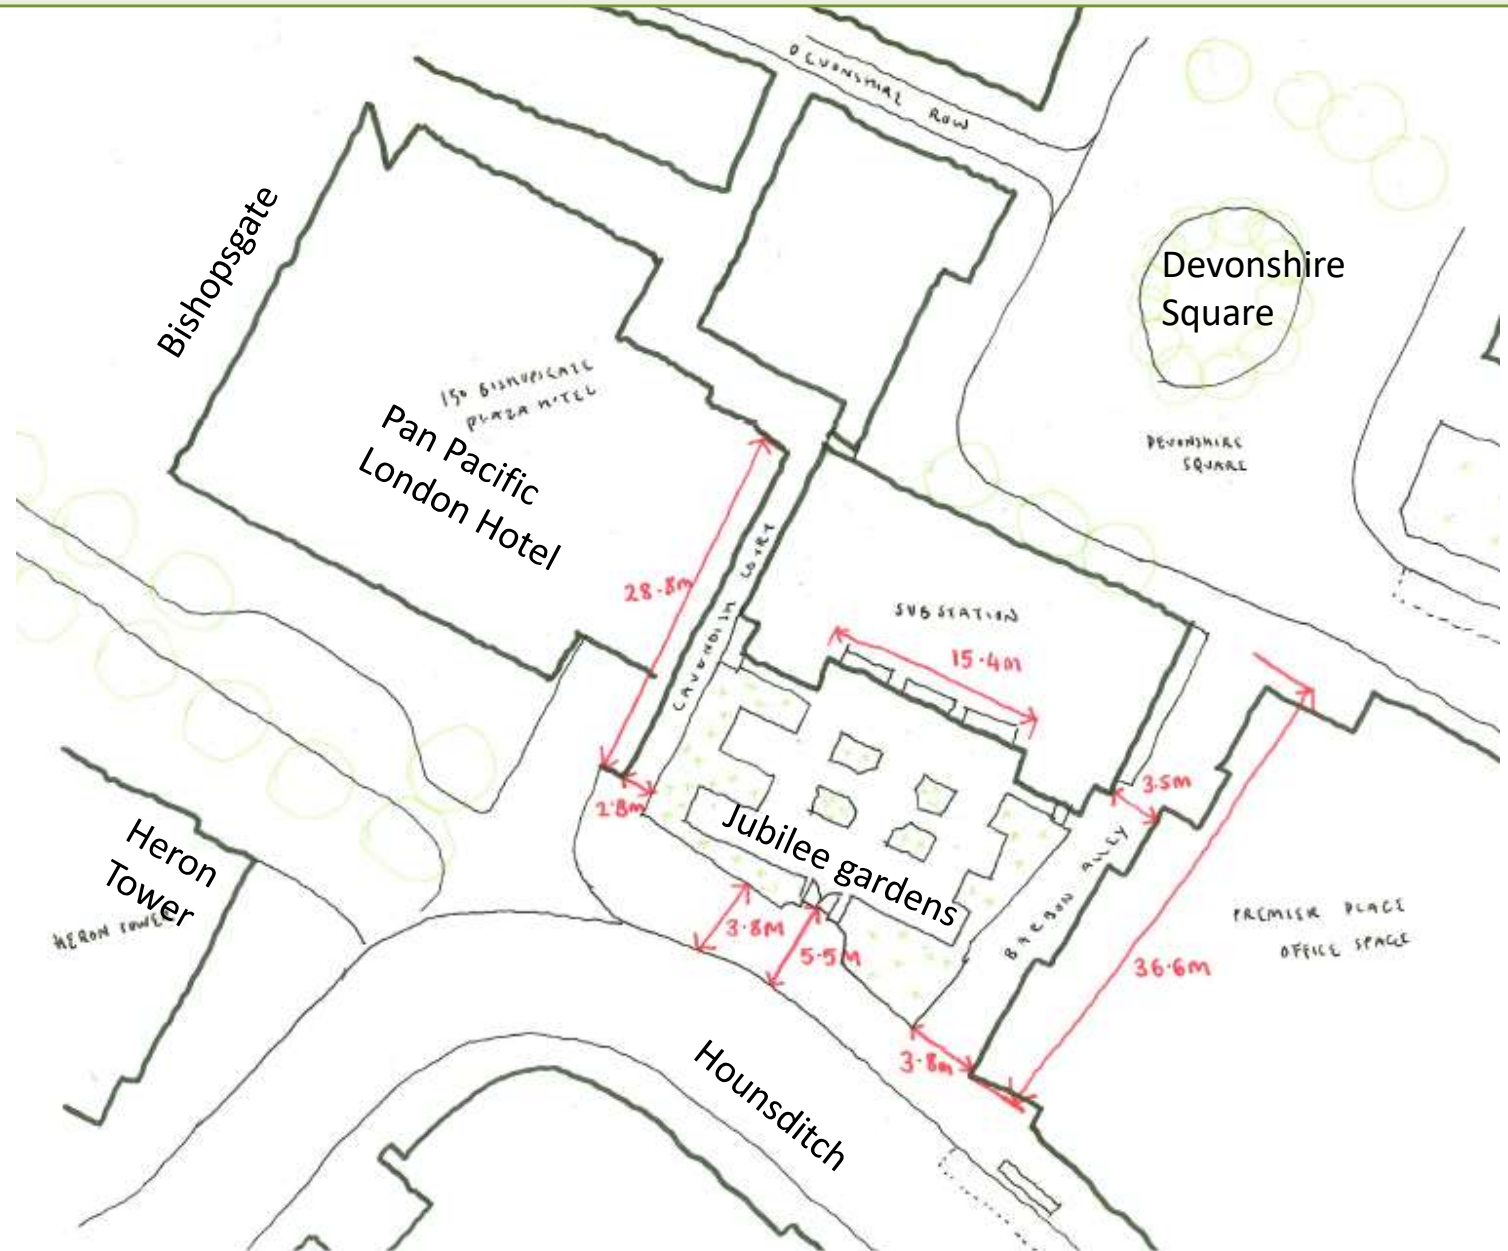 DEVONSHIRE ROW
Bishopsgate
Devonshire
Square
150 BISHOPSGATE
PLAZA HOTEL
Pan Pacific
London Hotel
DEVONSHIRE
SQUARE
28.8m
CAVENDISH COURT
SUBSTATION
15.4m
3.5m
2.8m
Heron
Tower
HERON TOWER
Jubilee gardens
BARBON ALLEY
PREMIER PLACE
OFFICE SPACE
3.8M
5.5M
36.6m
3.8m
Hounsditch